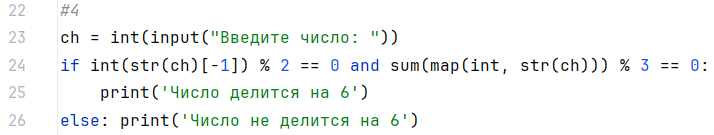 22 #4
23 ch = int(input("Введите число: "))
24 if int(str(ch)[-1]) % 2 == 0 and sum(map(int, str(ch))) % 3 == 0:
25     print('Число делится на 6')
26 else: print('Число не делится на 6')